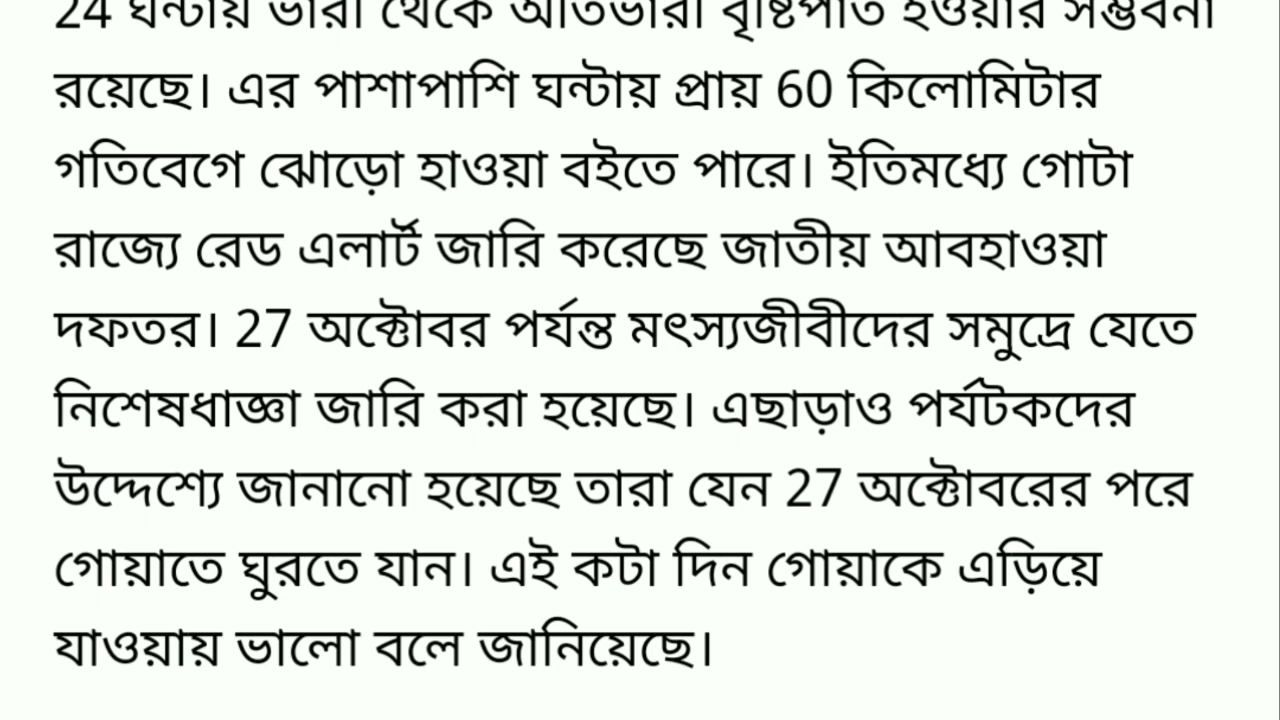 24 ঘন্টায় ভারী থেকে অতিভারী বৃষ্টিপাত হওয়ার সম্ভবনা
রয়েছে। এর পাশাপাশি ঘন্টায় প্রায় 60 কিলোমিটার
গতিবেগে ঝোড়ো হাওয়া বইতে পারে। ইতিমধ্যে গোটা
রাজ্যে রেড এলার্ট জারি করেছে জাতীয় আবহাওয়া
দফতর। 27 অক্টোবর পর্যন্ত মৎস্যজীবীদের সমুদ্রে যেতে
নিশেষধাজ্ঞা জারি করা হয়েছে। এছাড়াও পর্যটকদের
উদ্দেশ্যে জানানো হয়েছে তারা যেন 27 অক্টোবরের পরে
গোয়াতে ঘুরতে যান। এই কটা দিন গোয়াকে এড়িয়ে
যাওয়ায় ভালো বলে জানিয়েছে।